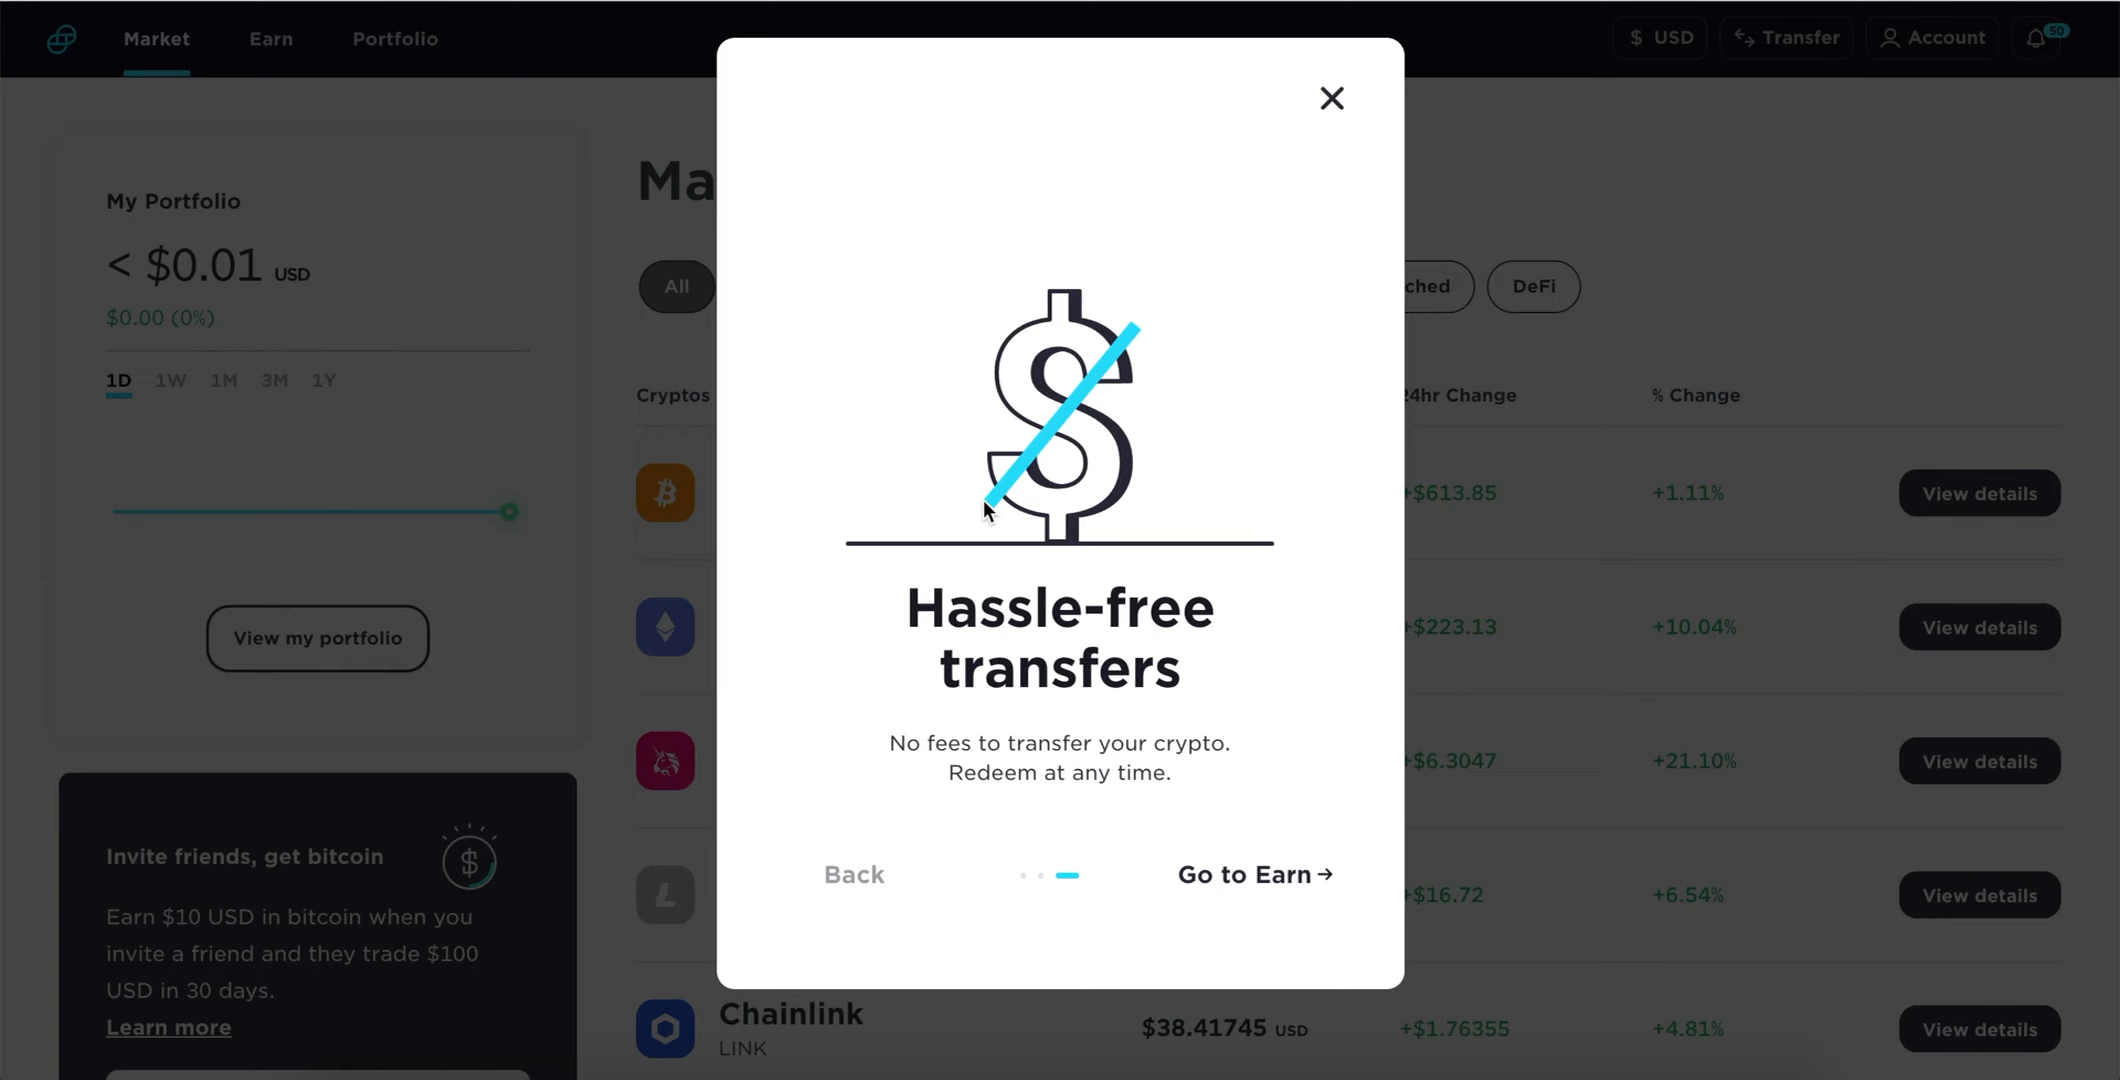 Market
Earn
Portfolio
$ USD
Transfer
Account
50
My Portfolio
< $0.01 USD
$0.00 (0%)
1D 1W 1M 3M 1Y
View my portfolio
Invite friends, get bitcoin
Earn $10 USD in bitcoin when you
invite a friend and they trade $100
USD in 30 days.
Learn more
Ma
All
ched
DeFi
Cryptos
24hr Change
% Change
+$613.85
+1.11%
View details
+$223.13
+10.04%
View details
+$6.3047
+21.10%
View details
+$16.72
+6.54%
View details
Chainlink
LINK
$38.41745 USD
+$1.76355
+4.81%
View details
Hassle-free
transfers
No fees to transfer your crypto.
Redeem at any time.
Back
Go to Earn →